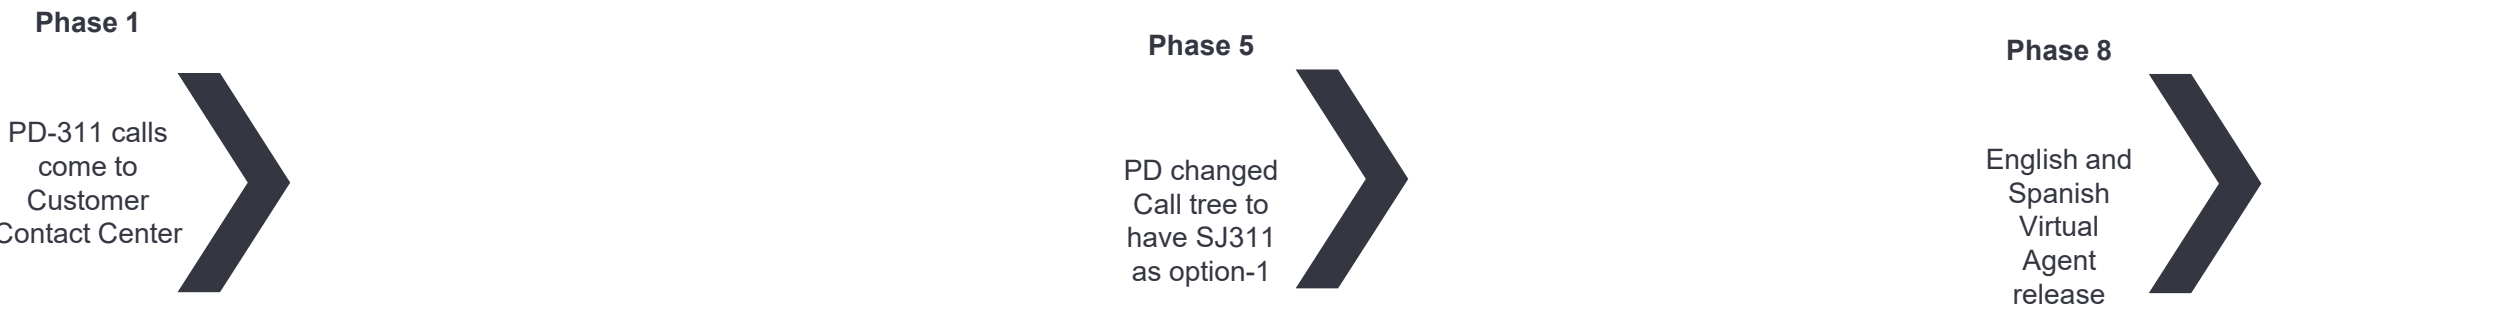 Phase 1
PD-311 calls
come to
Customer
Contact Center
Phase 5
PD changed
Call tree to
have SJ311
as option-1
Phase 8
English and
Spanish
Virtual
Agent
release